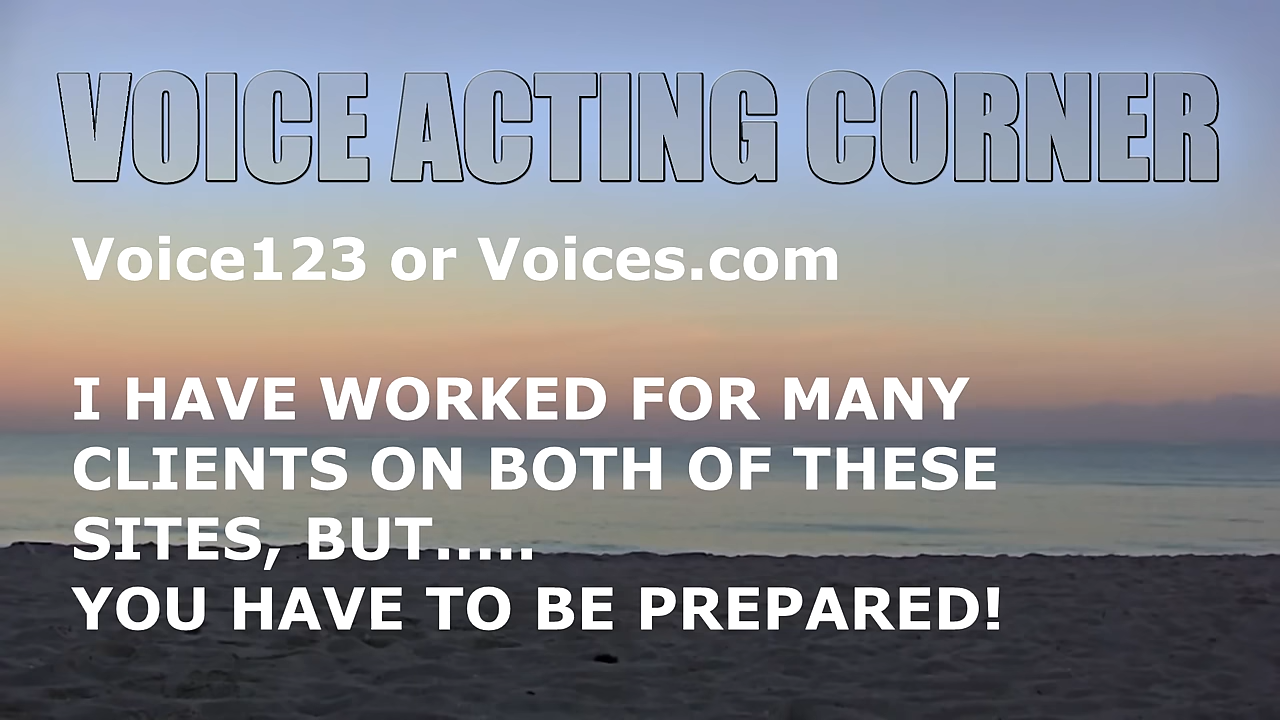 VOICE ACTING CORNER
Voice123 or Voices.com
I HAVE WORKED FOR MANY
CLIENTS ON BOTH OF THESE
SITES, BUT.....
YOU HAVE TO BE PREPARED!